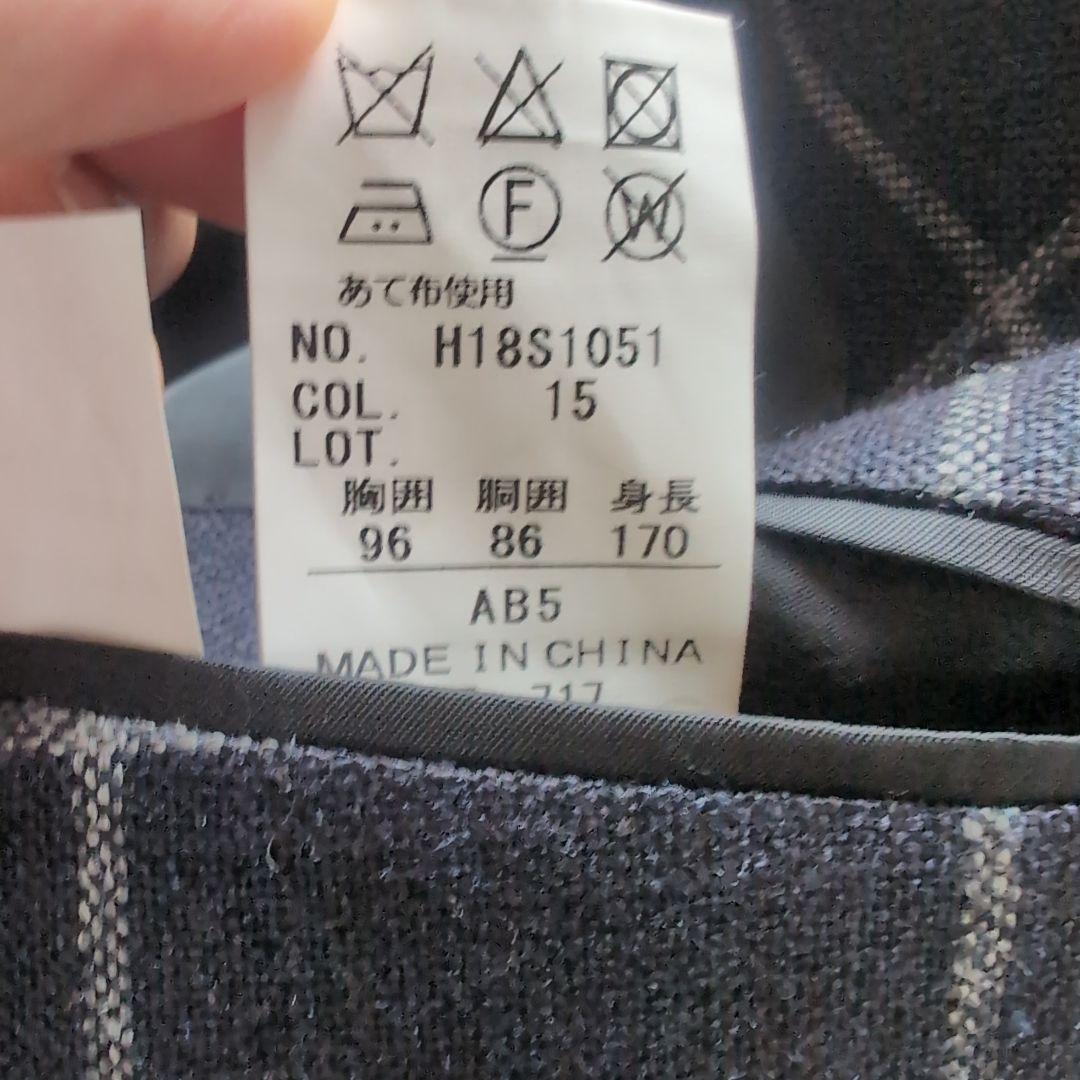 F W
あて布使用
NO. H18S1051
COL. 15
LOT.
胸囲 胴囲 身長
96 86 170
AB5
MADE IN CHINA
717